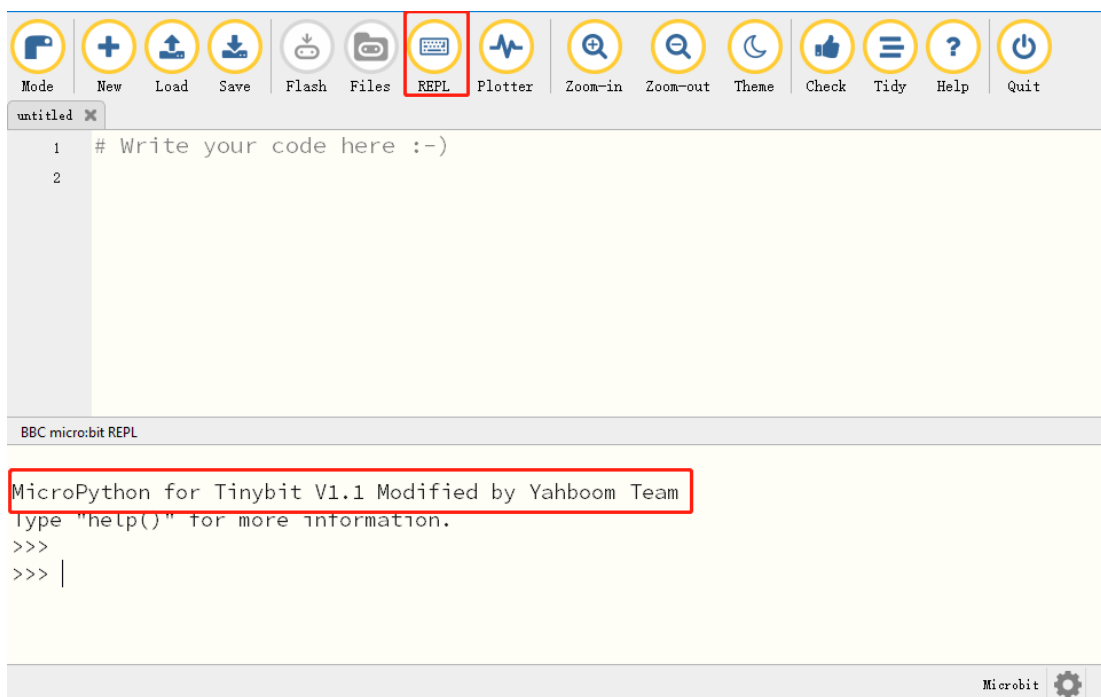 Mode New Load Save Flash Files REPL Plotter Zoom-in Zoom-out Theme Check Tidy Help Quit
untitled
1 # Write your code here :-)
2
BBC micro:bit REPL
MicroPython for Tinybit V1.1 Modified by Yahboom Team
Type "help()" for more information.
>>>
>>>
Microbit